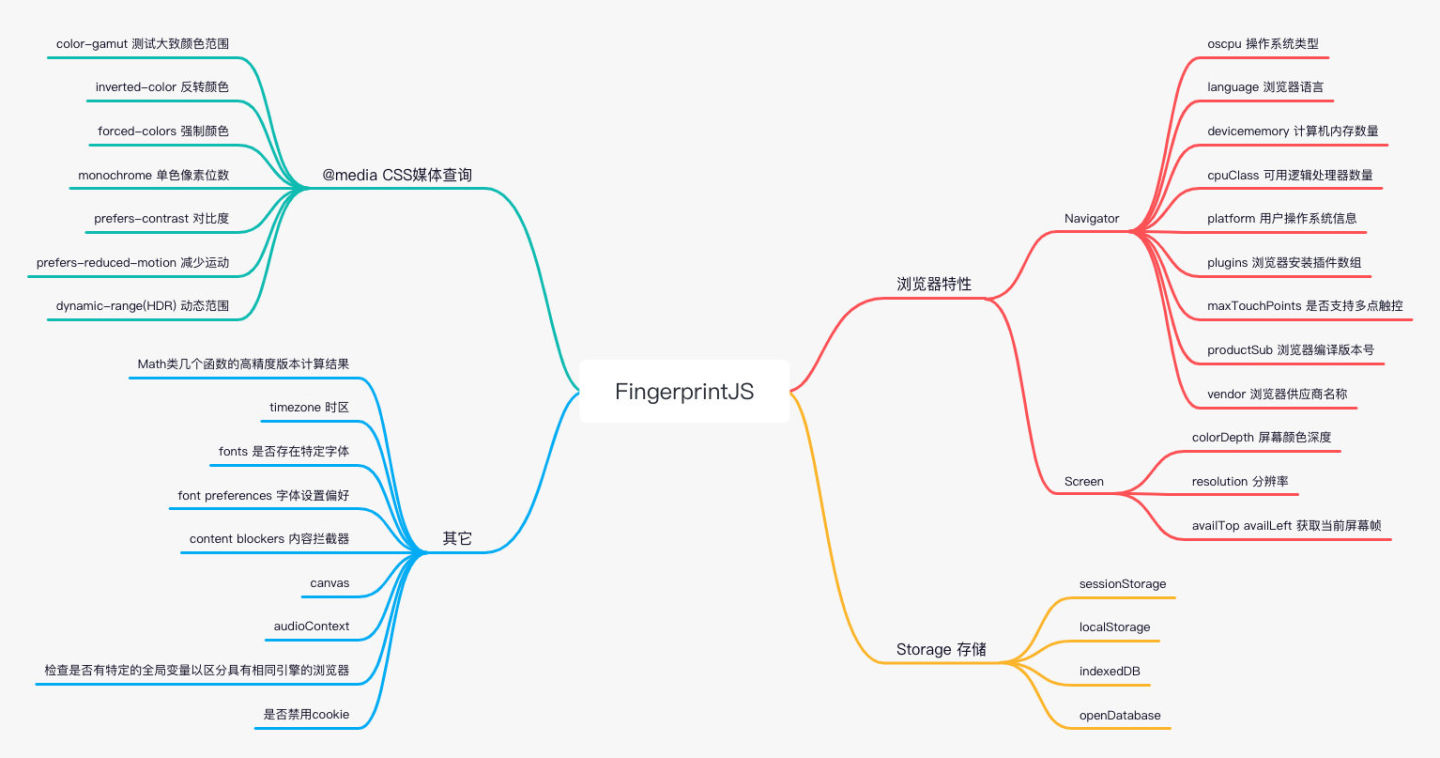 FingerprintJS
@media CSS媒体查询
color-gamut 测试大致颜色范围
inverted-color 反转颜色
forced-colors 强制颜色
monochrome 单色像素位数
prefers-contrast 对比度
prefers-reduced-motion 减少运动
dynamic-range(HDR) 动态范围
其它
Math类几个函数的高精度版本计算结果
timezone 时区
fonts 是否存在特定字体
font preferences 字体设置偏好
content blockers 内容拦截器
canvas
audioContext
检查是否有特定的全局变量以区分具有相同引擎的浏览器
是否禁用cookie
浏览器特性
Navigator
oscpu 操作系统类型
language 浏览器语言
devicememory 计算机内存数量
cpuClass 可用逻辑处理器数量
platform 用户操作系统信息
plugins 浏览器安装插件数组
maxTouchPoints 是否支持多点触控
productSub 浏览器编译版本号
vendor 浏览器供应商名称
Screen
colorDepth 屏幕颜色深度
resolution 分辨率
availTop availLeft 获取当前屏幕帧
Storage 存储
sessionStorage
localStorage
indexedDB
openDatabase